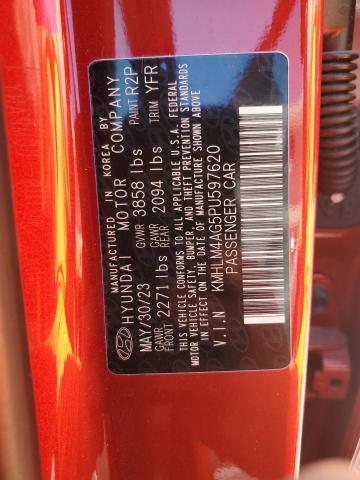 MANUFACTURED IN KOREA BY
HYUNDAI MOTOR COMPANY
MAY/30/23 GVWR 3858 lbs PAINT R2P
GAWR FRONT 2271 lbs GAWR REAR 2094 lbs TRIM YFR
THIS VEHICLE CONFORMS TO ALL APPLICABLE U.S.A. FEDERAL
MOTOR VEHICLE SAFETY, BUMPER, AND THEFT PREVENTION STANDARDS
IN EFFECT ON THE DATE OF MANUFACTURE SHOWN ABOVE
V.I.N KMHLM4AG5PU597620
PASSENGER CAR